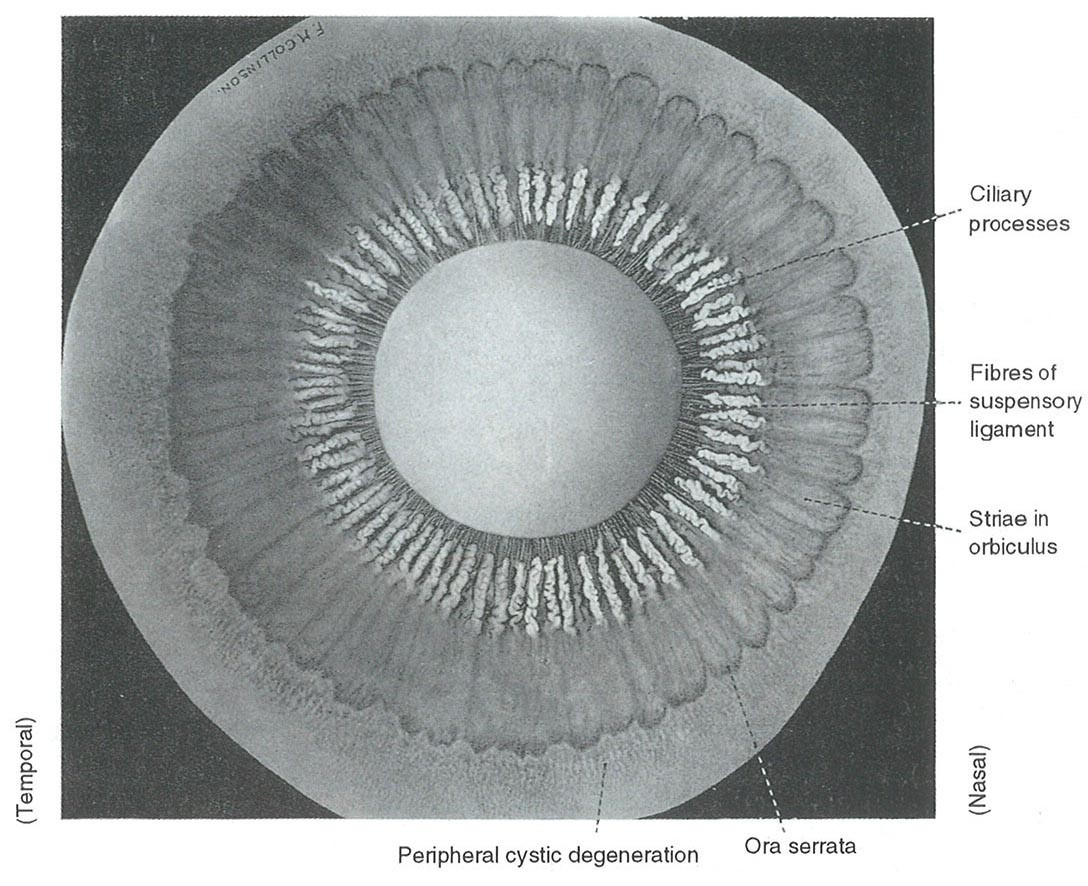 F. M. COLLINSON.
Ciliary
processes
Fibres of
suspensory
ligament
Striae in
orbiculus
(Temporal)
(Nasal)
Peripheral cystic degeneration
Ora serrata